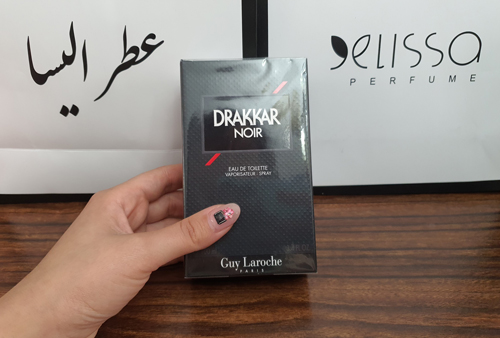 عطر اليسا
elissa
PERFUME
DRAKKAR
NOIR
EAU DE TOILETTE
VAPORISATEUR - SPRAY
Guy Laroche
PARIS